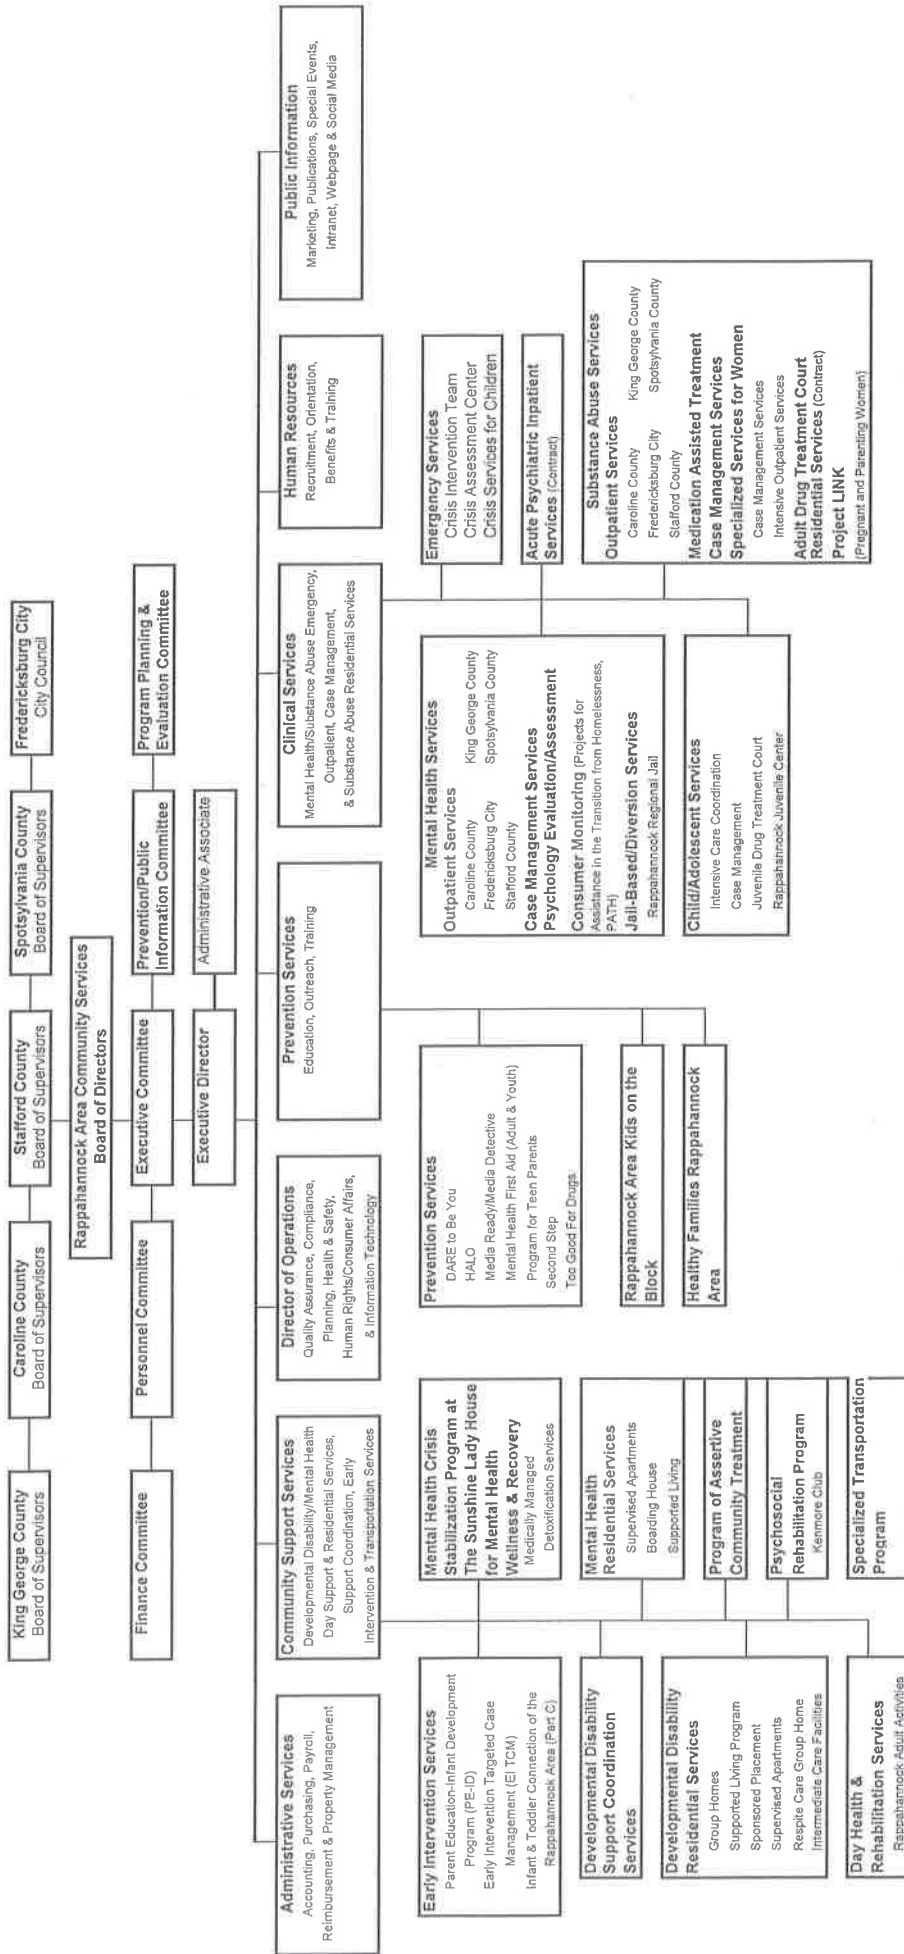 King George County
Board of Supervisors
Caroline County
Board of Supervisors
Stafford County
Board of Supervisors
Spotsylvania County
Board of Supervisors
Fredericksburg City
City Council
Rappahannock Area Community Services
Board of Directors
Finance Committee
Personnel Committee
Executive Committee
Prevention/Public
Information Committee
Program Planning &
Evaluation Committee
Executive Director
Administrative Associate
Administrative Services
Accounting, Purchasing, Payroll,
Reimbursement & Property Management
Community Support Services
Developmental Disability/Mental Health
Day Support & Residential Services,
Support Coordination, Early
Intervention & Transportation Services
Director of Operations
Quality Assurance, Compliance,
Planning, Health & Safety,
Human Rights/Consumer Affairs,
& Information Technology
Prevention Services
Education, Outreach, Training
Clinical Services
Mental Health/Substance Abuse Emergency,
Outpatient, Case Management,
& Substance Abuse Residential Services
Human Resources
Recruitment, Orientation,
Benefits & Training
Public Information
Marketing, Publications, Special Events,
Intranet, Webpage & Social Media
Early Intervention Services
Parent Education-Infant Development
Program (PE-ID)
Early Intervention Targeted Case
Management (EI TCM)
Infant & Toddler Connection of the
Rappahannock Area (Part C)
Developmental Disability
Support Coordination
Services
Developmental Disability
Residential Services
Group Homes
Supported Living Program
Sponsored Placement
Supervised Apartments
Respite Care Group Home
Intermediate Care Facilities
Day Health &
Rehabilitation Services
Rappahannock Adult Activities
Mental Health Crisis
Stabilization Program at
The Sunshine Lady House
for Mental Health
Wellness & Recovery
Medically Managed
Detoxification Services
Mental Health
Residential Services
Supervised Apartments
Boarding House
Supported Living
Program of Assertive
Community Treatment
Psychosocial
Rehabilitation Program
Kenmore Club
Specialized Transportation
Program
Prevention Services
DARE to Be You
HALO
Media Ready/Media Detective
Mental Health First Aid (Adult & Youth)
Program for Teen Parents
Second Step
Too Good For Drugs
Rappahannock Area Kids on the
Block
Healthy Families Rappahannock
Area
Mental Health Services
Outpatient Services
Caroline County King George County
Fredericksburg City Spotsylvania County
Stafford County
Case Management Services
Psychology Evaluation/Assessment
Consumer Monitoring (Projects for
Assistance in the Transition from Homelessness,
PATH)
Jail-Based/Diversion Services
Rappahannock Regional Jail
Child/Adolescent Services
Intensive Care Coordination
Case Management
Juvenile Drug Treatment Court
Rappahannock Juvenile Center
Emergency Services
Crisis Intervention Team
Crisis Assessment Center
Crisis Services for Children
Acute Psychiatric Inpatient
Services (Contract)
Substance Abuse Services
Outpatient Services
Caroline County King George County
Fredericksburg City Spotsylvania County
Stafford County
Medication Assisted Treatment
Case Management Services
Specialized Services for Women
Case Management Services
Intensive Outpatient Services
Adult Drug Treatment Court
Residential Services (Contract)
Project LINK
(Pregnant and Parenting Women)